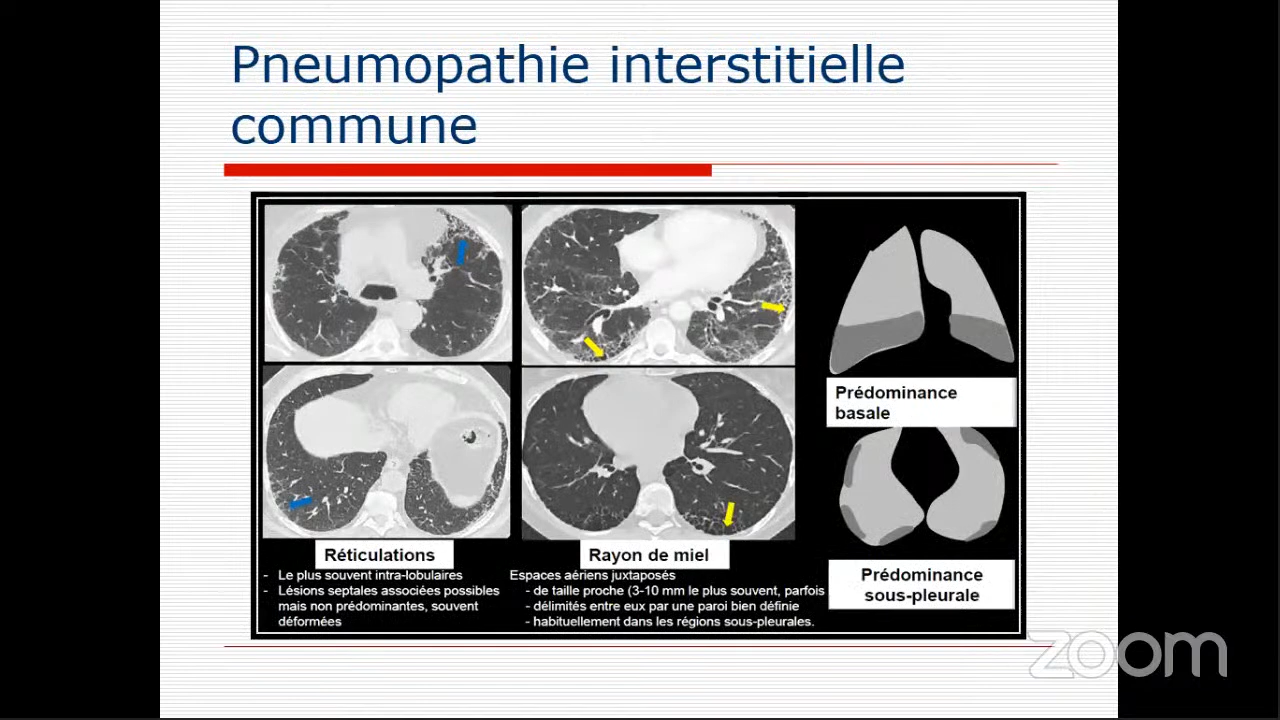 Pneumopathie interstitielle
commune
Prédominance
basale
Réticulations
- Le plus souvent intra-lobulaires
- Lésions septales associées possibles
mais non prédominantes, souvent
déformées
Rayon de miel
Espaces aériens juxtaposés
- de taille proche (3-10 mm le plus souvent, parfois
- délimités entre eux par une paroi bien définie
- habituellement dans les régions sous-pleurales.
Prédominance
sous-pleurale
zoom